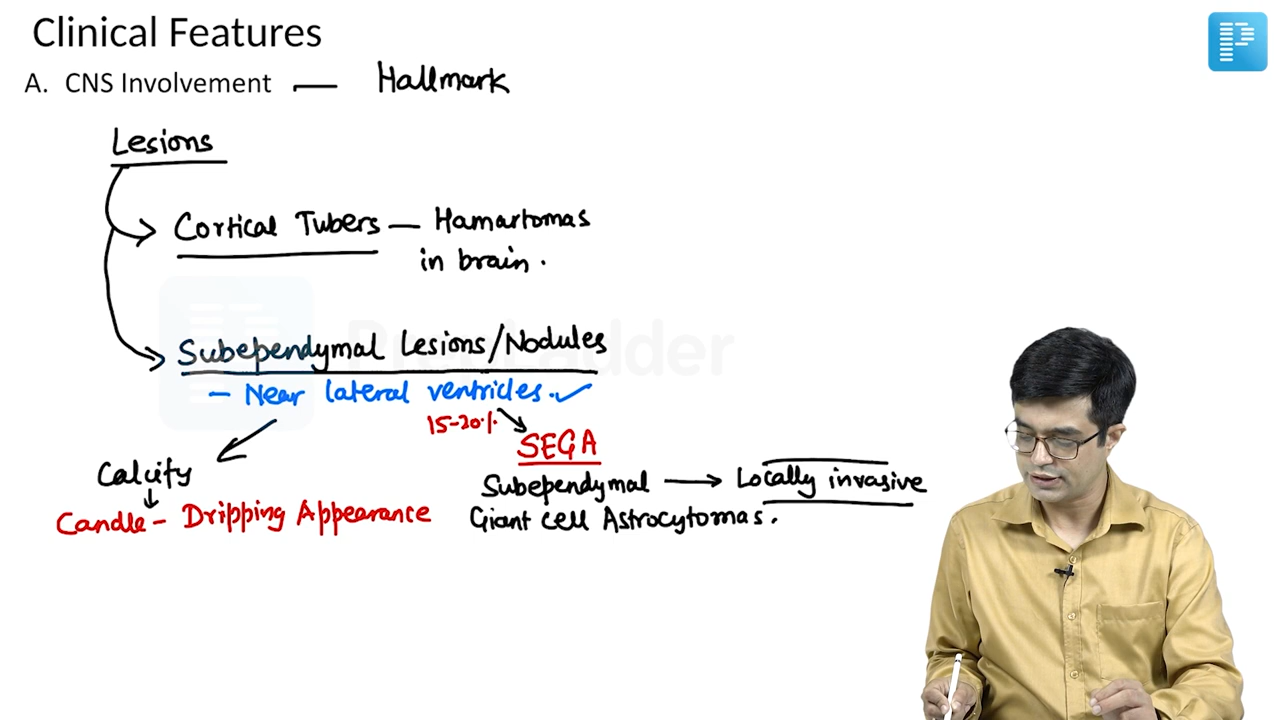 Clinical Features
A. CNS Involvement — Hallmark
Lesions
Cortical Tubers — Hamartomas
in brain.
Subependymal Lesions/Nodules
- Near lateral ventricles.
15-20%
SEGA
Calcify
Subependymal → Locally invasive
Giant cell Astrocytomas.
Candle - Dripping Appearance